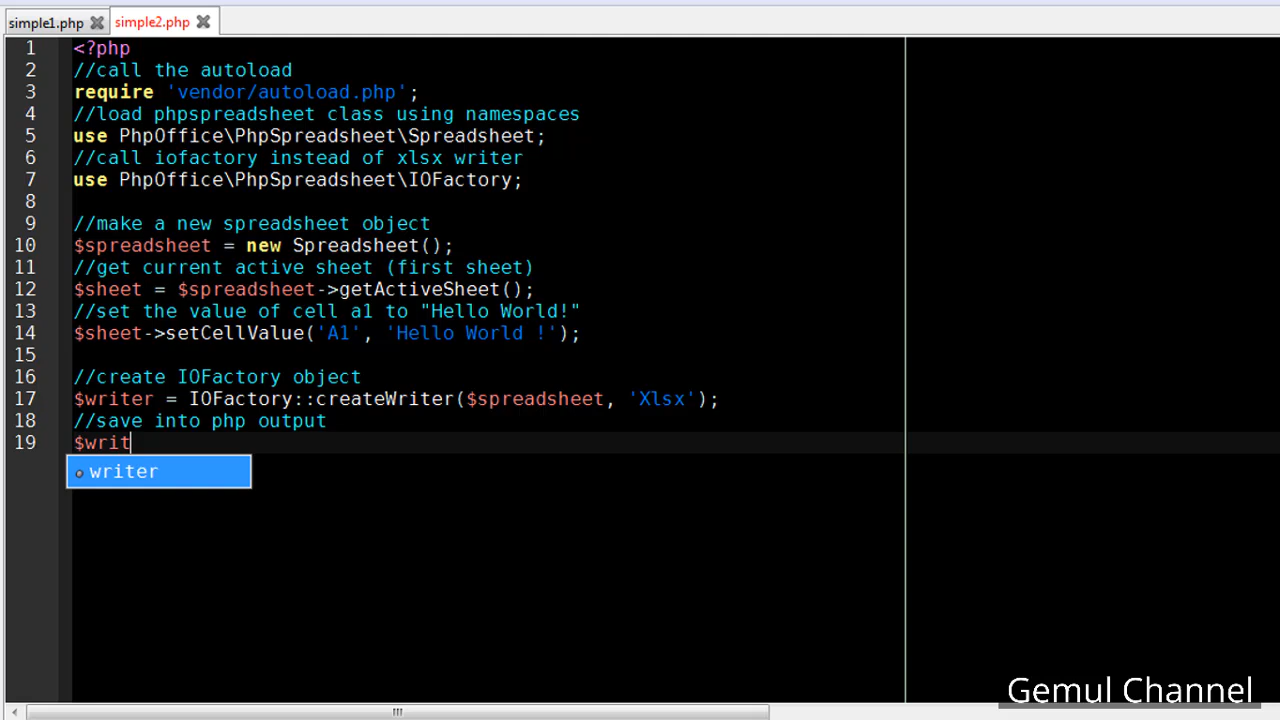 simple1.php simple2.php
1 <?php
2 //call the autoload
3 require 'vendor/autoload.php';
4 //load phpspreadsheet class using namespaces
5 use PhpOffice\PhpSpreadsheet\Spreadsheet;
6 //call iofactory instead of xlsx writer
7 use PhpOffice\PhpSpreadsheet\IOFactory;
8
9 //make a new spreadsheet object
10 $spreadsheet = new Spreadsheet();
11 //get current active sheet (first sheet)
12 $sheet = $spreadsheet->getActiveSheet();
13 //set the value of cell a1 to "Hello World!"
14 $sheet->setCellValue('A1', 'Hello World !');
15
16 //create IOFactory object
17 $writer = IOFactory::createWriter($spreadsheet, 'Xlsx');
18 //save into php output
19 $writ
writer
Gemul Channel